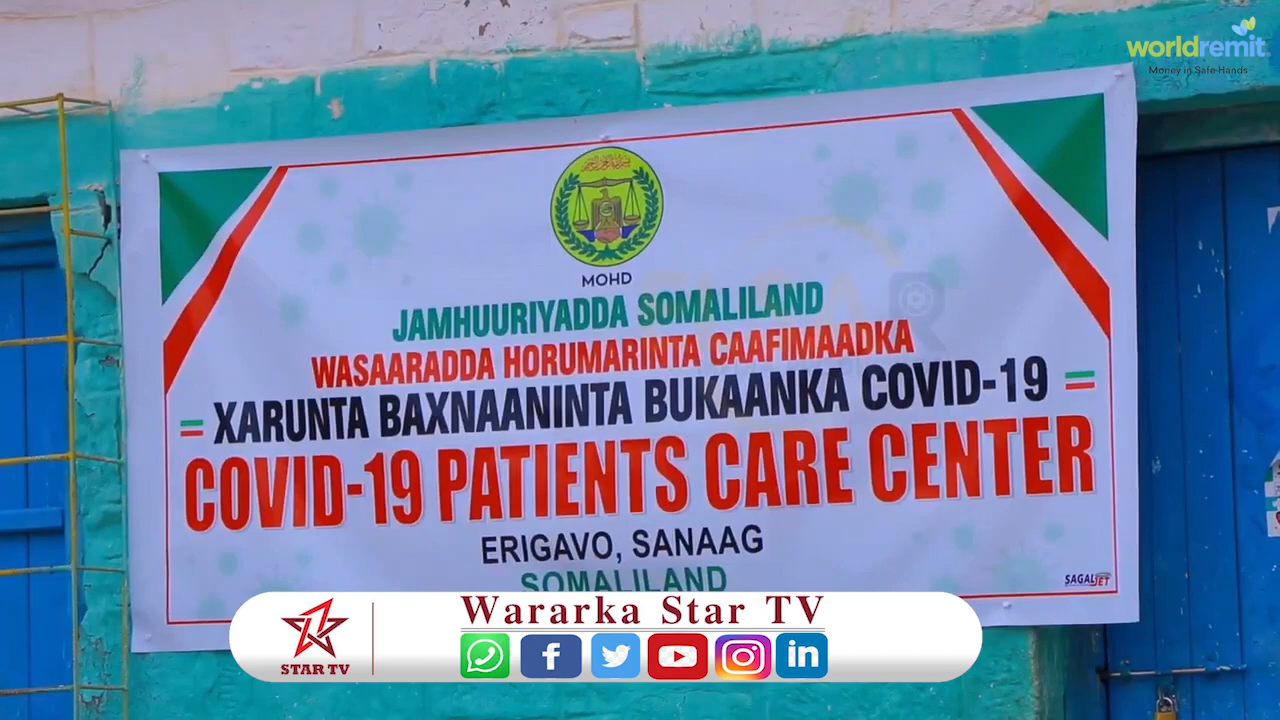 worldremit
Money in Safe Hands
MOHD
JAMHUURIYADDA SOMALILAND
WASAARADDA HORUMARINTA CAAFIMAADKA
= XARUNTA BAXNAANINTA BUKAANKA COVID-19 =
COVID-19 PATIENTS CARE CENTER
ERIGAVO, SANAAG
SOMALILAND
SAGALJET
STAR TV
Wararka Star TV